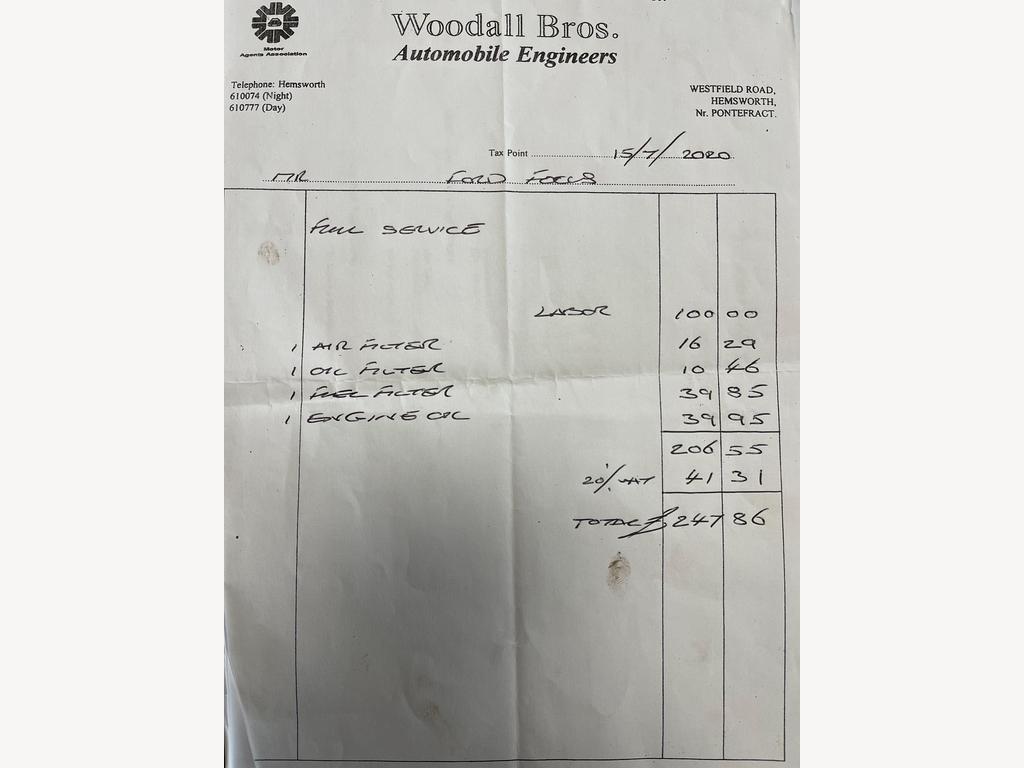 Motor
Agents Association
Woodall Bros.
Automobile Engineers
Telephone: Hemsworth
610074 (Night)
610777 (Day)
WESTFIELD ROAD,
HEMSWORTH,
Nr. PONTEFRACT.
Tax Point 15/7/2020
MR FORD FOCUS
FULL SERVICE
LABOR 100 00
1 AIR FILTER 16 29
1 OIL FILTER 10 46
1 FUEL FILTER 39 85
1 ENGINE OIL 39 95
206 55
20% VAT 41 31
TOTAL £ 247 86